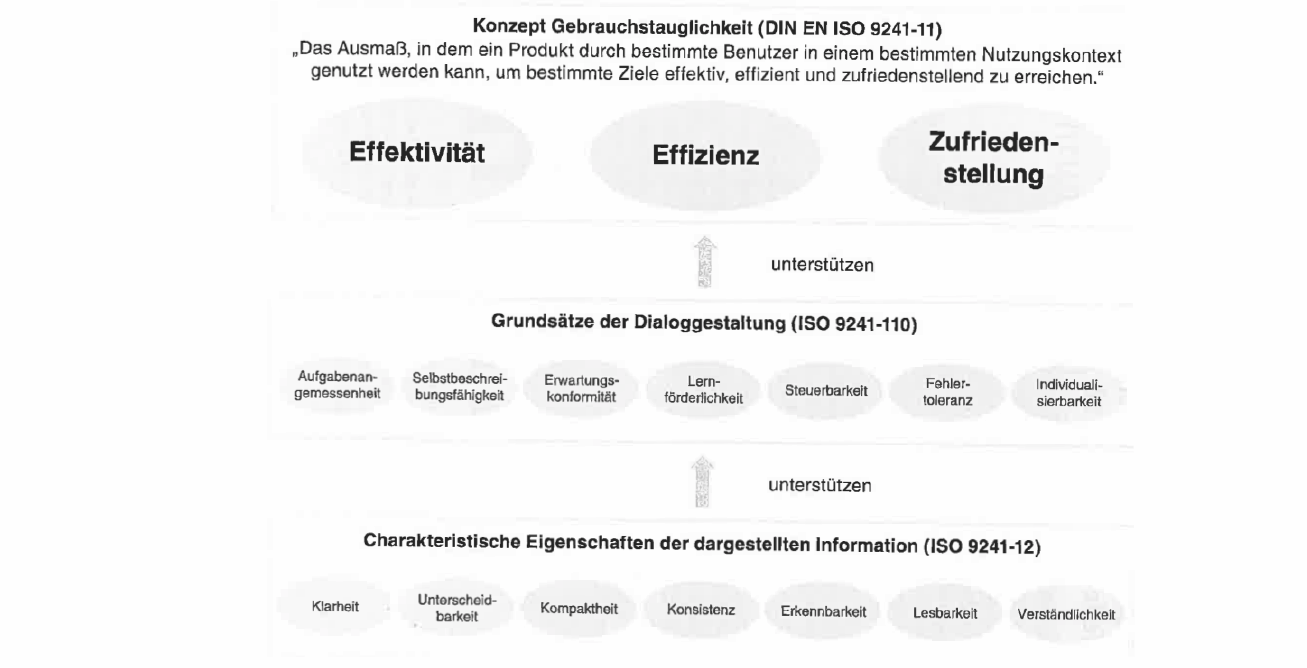 Konzept Gebrauchstauglichkeit (DIN EN ISO 9241-11)
„Das Ausmaß, in dem ein Produkt durch bestimmte Benutzer in einem bestimmten Nutzungskontext
genutzt werden kann, um bestimmte Ziele effektiv, effizient und zufriedenstellend zu erreichen.“
Effektivität
Effizienz
Zufrieden-
stellung
unterstützen
Grundsätze der Dialoggestaltung (ISO 9241-110)
Aufgabenan-
gemessenheit
Selbstbeschrei-
bungsfähigkeit
Erwartungs-
konformität
Lern-
förderlichkeit
Steuerbarkeit
Fehler-
toleranz
Individuali-
sierbarkeit
unterstützen
Charakteristische Eigenschaften der dargestellten Information (ISO 9241-12)
Klarheit
Unterscheid-
barkeit
Kompaktheit
Konsistenz
Erkennbarkeit
Lesbarkeit
Verständlichkeit